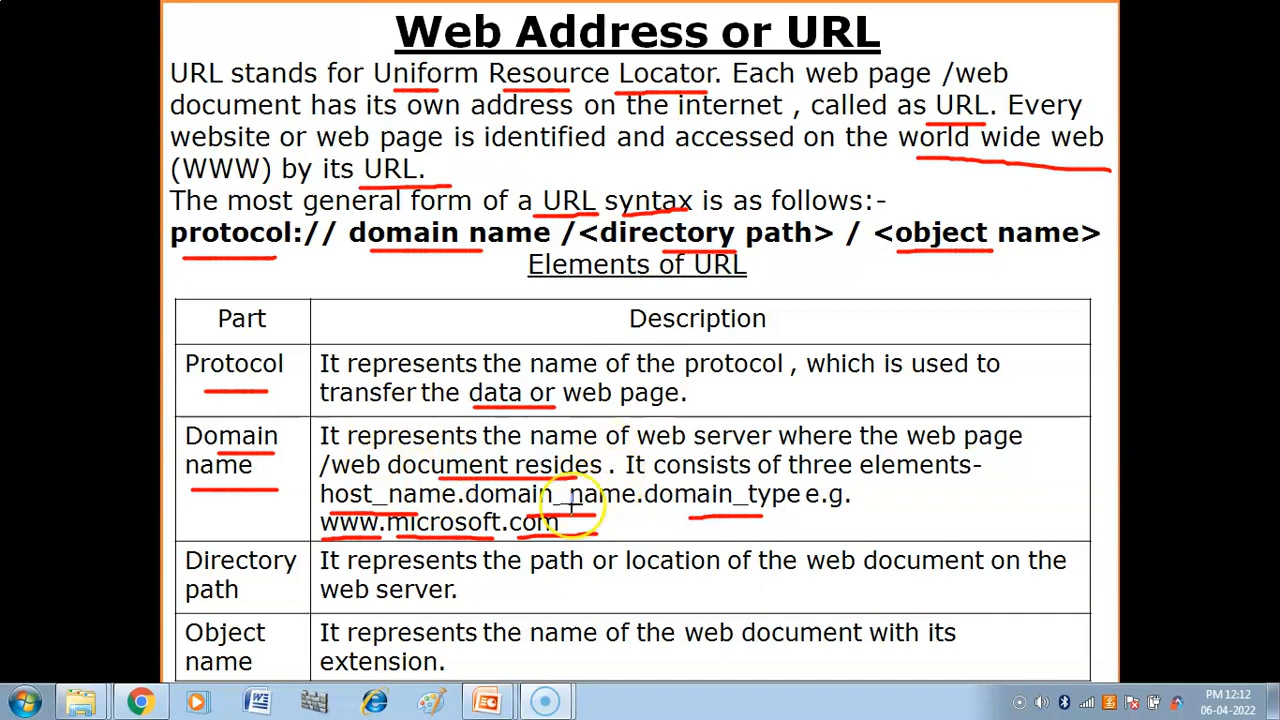 Web Address or URL
URL stands for Uniform Resource Locator. Each web page /web
document has its own address on the internet , called as URL. Every
website or web page is identified and accessed on the world wide web
(WWW) by its URL.
The most general form of a URL syntax is as follows:-
protocol:// domain name /<directory path> / <object name>
Elements of URL
Part Description
Protocol It represents the name of the protocol , which is used to
transfer the data or web page.
Domain It represents the name of web server where the web page
name /web document resides . It consists of three elements-
host_name.domain_name.domain_type e.g.
www.microsoft.com
Directory It represents the path or location of the web document on the
path web server.
Object It represents the name of the web document with its
name extension.
PM 12:12
06-04-2022